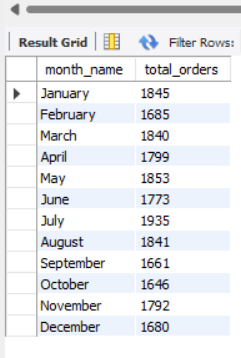 Result Grid Filter Rows:
month_name total_orders
January 1845
February 1685
March 1840
April 1799
May 1853
June 1773
July 1935
August 1841
September 1661
October 1646
November 1792
December 1680